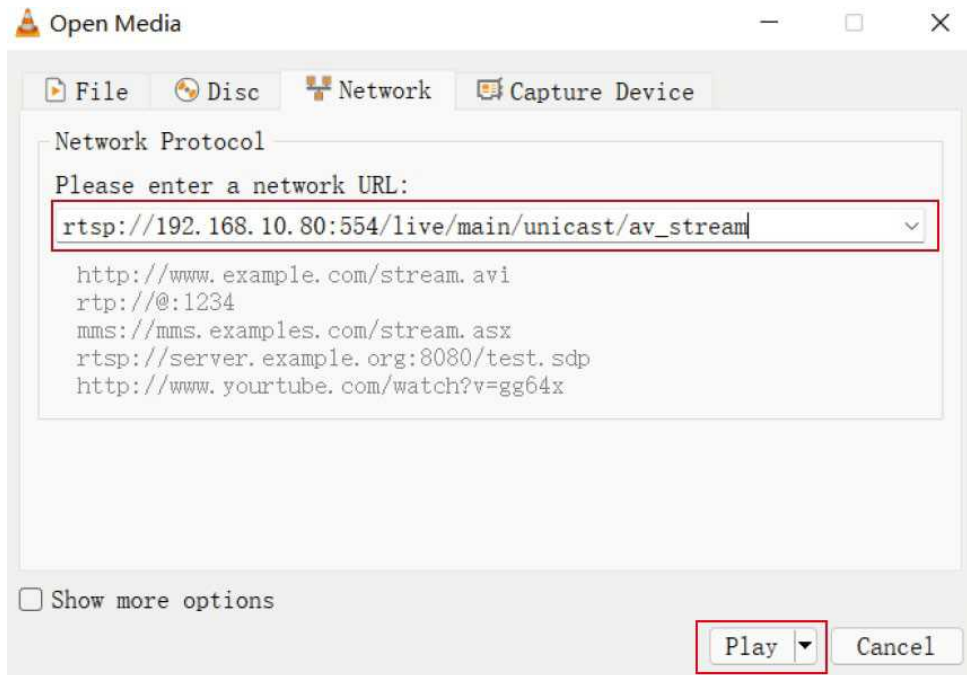 Open Media
File Disc Network Capture Device
Network Protocol
Please enter a network URL:
rtsp://192.168.10.80:554/live/main/unicast/av_stream
http://www.example.com/stream.avi
rtp://@:1234
mms://mms.examples.com/stream.asx
rtsp://server.example.org:8080/test.sdp
http://www.yourtube.com/watch?v=gg64x
Show more options
Play Cancel